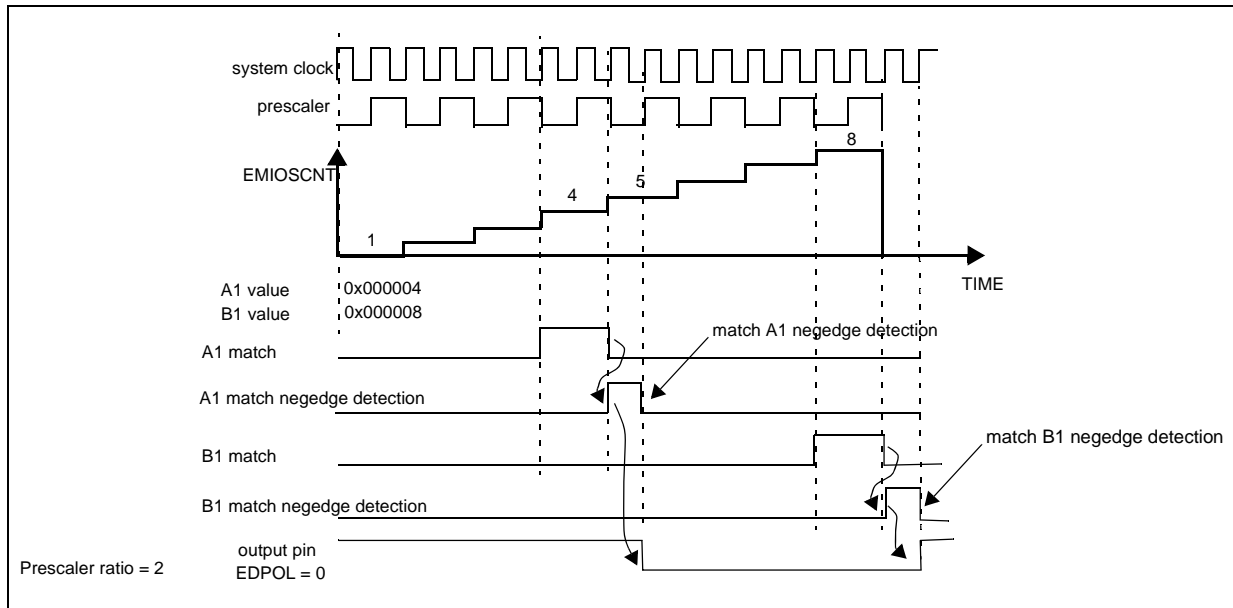 system clock
prescaler
8
EMIOSCNT
4
5
1
TIME
A1 value 0x000004
B1 value 0x000008
match A1 negedge detection
A1 match
A1 match negedge detection
match B1 negedge detection
B1 match
B1 match negedge detection
output pin
Prescaler ratio = 2 EDPOL = 0